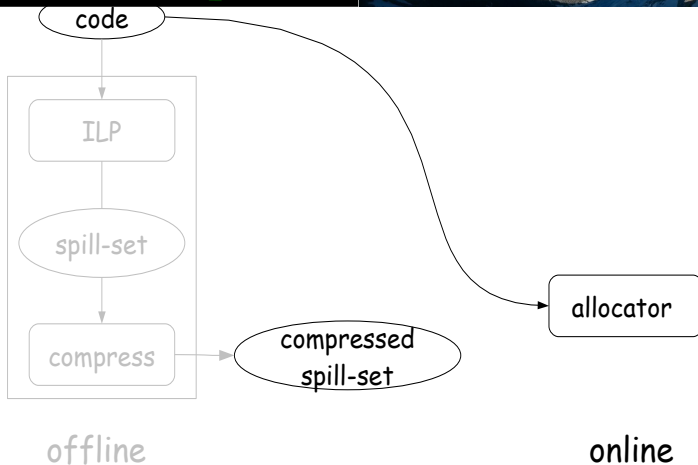 code
ILP
spill-set
allocator
compressed
spill-set
compress
offline
online